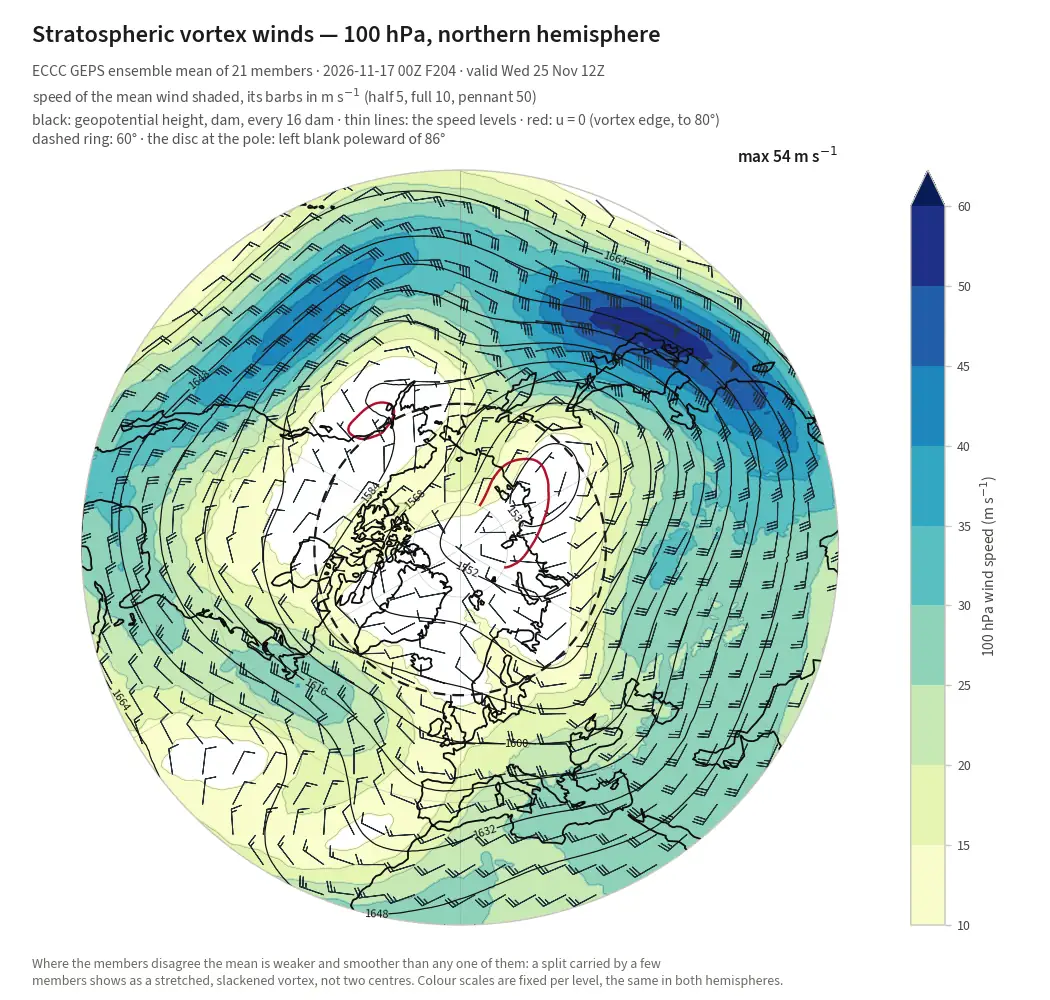 Stratospheric vortex winds — 100 hPa, northern hemisphere
ECCC GEPS ensemble mean of 21 members · 2026-11-17 00Z F204 · valid Wed 25 Nov 12Z
speed of the mean wind shaded, its barbs in m s⁻¹ (half 5, full 10, pennant 50)
black: geopotential height, dam, every 16 dam · thin lines: the speed levels · red: u = 0 (vortex edge, to 80°)
dashed ring: 60° · the disc at the pole: left blank poleward of 86°
max 54 m s⁻¹
60
50
45
40
35
30
25
20
15
10
100 hPa wind speed (m s⁻¹)
1664
1648
1584
1568
1552
1616
1664
1600
1632
1648
Where the members disagree the mean is weaker and smoother than any one of them: a split carried by a few
members shows as a stretched, slackened vortex, not two centres. Colour scales are fixed per level, the same in both hemispheres.